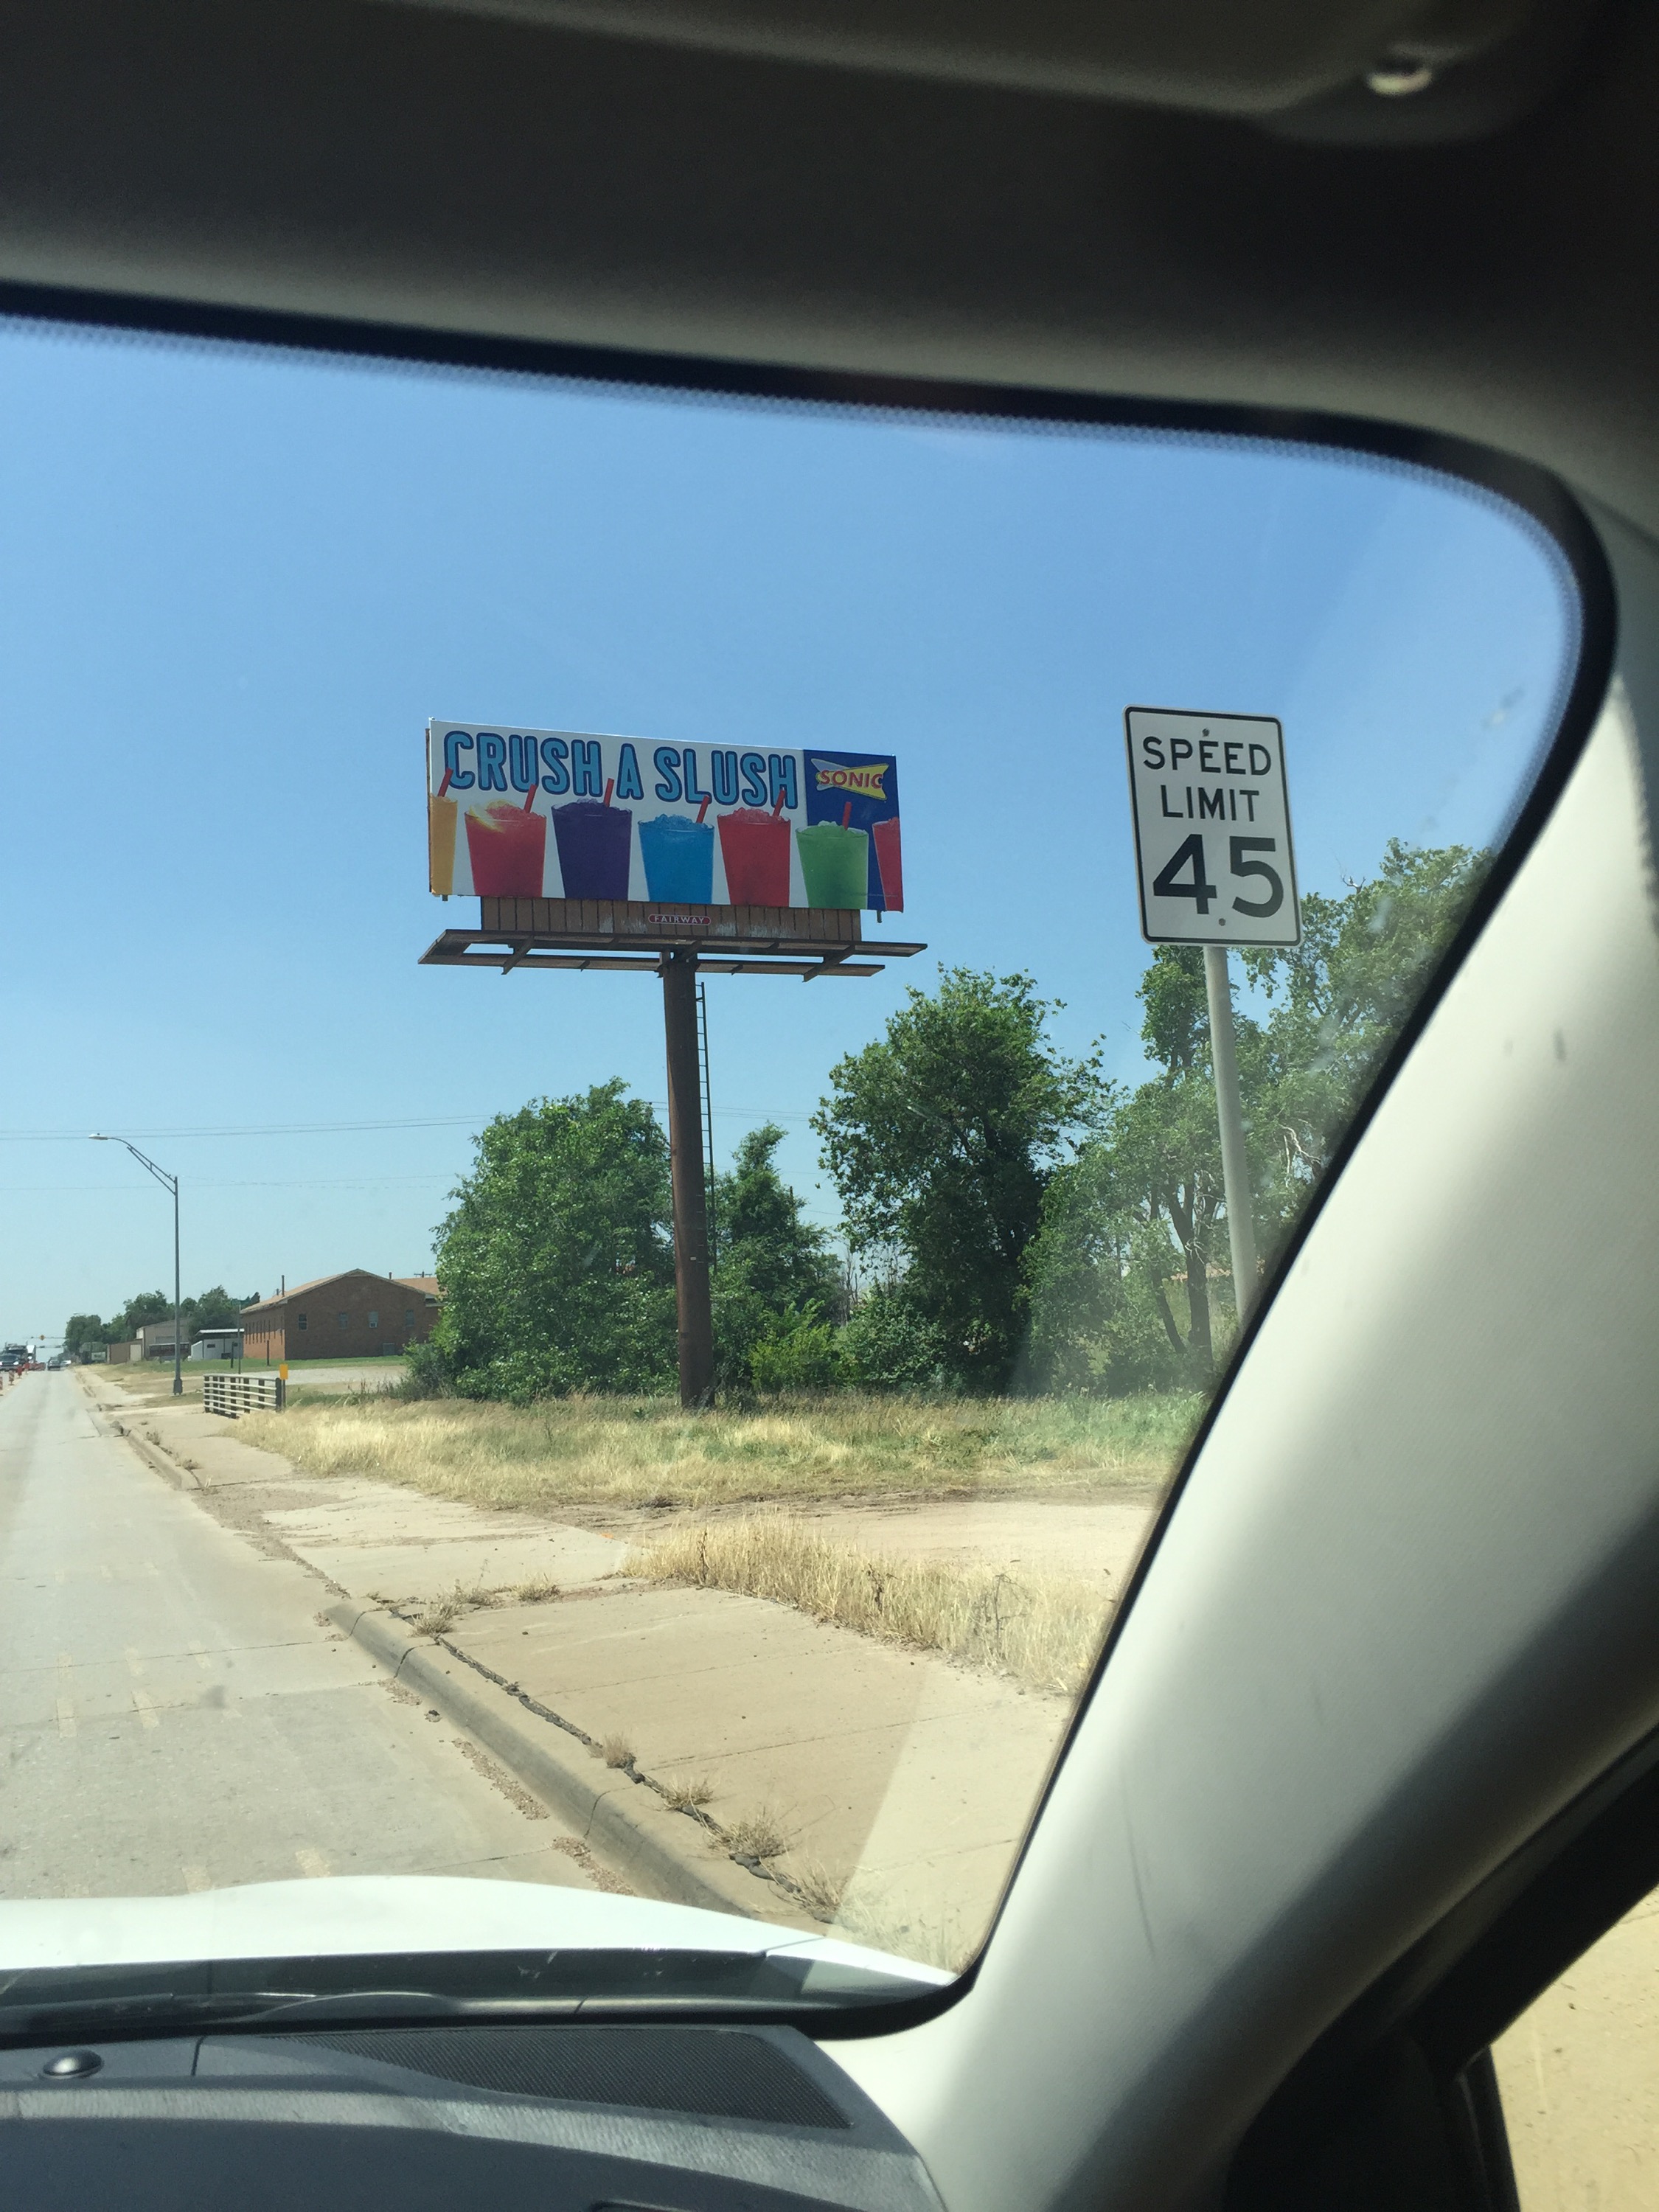 CRUSH A SLUSH
SONIC
FAIRWAY
SPEED
LIMIT
45